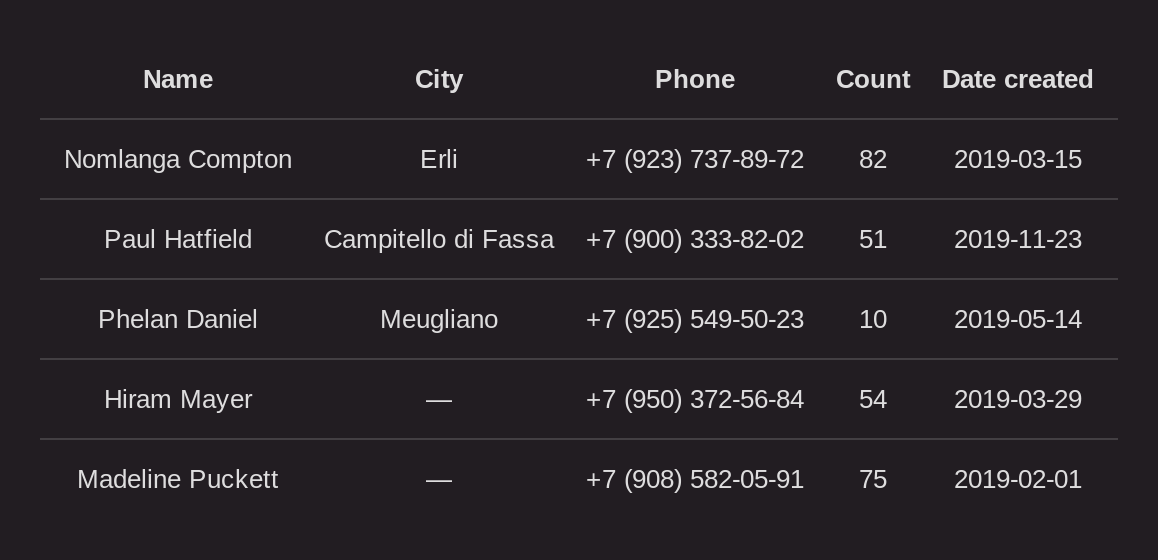 Name City Phone Count Date created
Nomlanga Compton Erli +7 (923) 737-89-72 82 2019-03-15
Paul Hatfield Campitello di Fassa +7 (900) 333-82-02 51 2019-11-23
Phelan Daniel Meugliano +7 (925) 549-50-23 10 2019-05-14
Hiram Mayer — +7 (950) 372-56-84 54 2019-03-29
Madeline Puckett — +7 (908) 582-05-91 75 2019-02-01